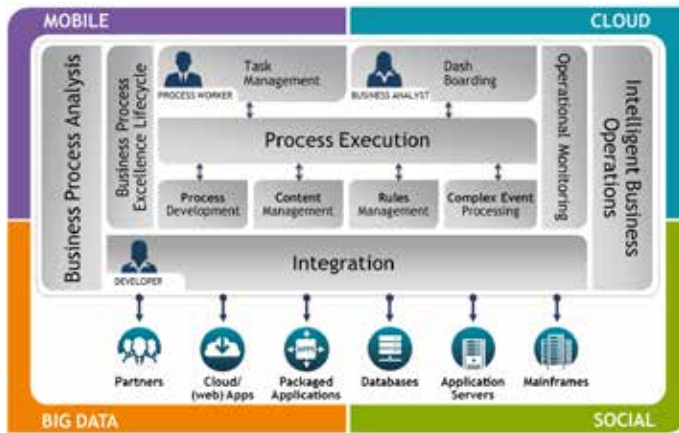 MOBILE
CLOUD
Business Process Analysis
Business Process
Excellence Lifecycle
PROCESS WORKER
Task
Management
BUSINESS ANALYST
Dash
Boarding
Operational Monitoring
Intelligent Business
Operations
Process Execution
Process
Development
Content
Management
Rules
Management
Complex Event
Processing
DEVELOPER
Integration
Partners
Cloud/
(web) Apps
Packaged
Applications
Databases
Application
Servers
Mainframes
BIG DATA
SOCIAL